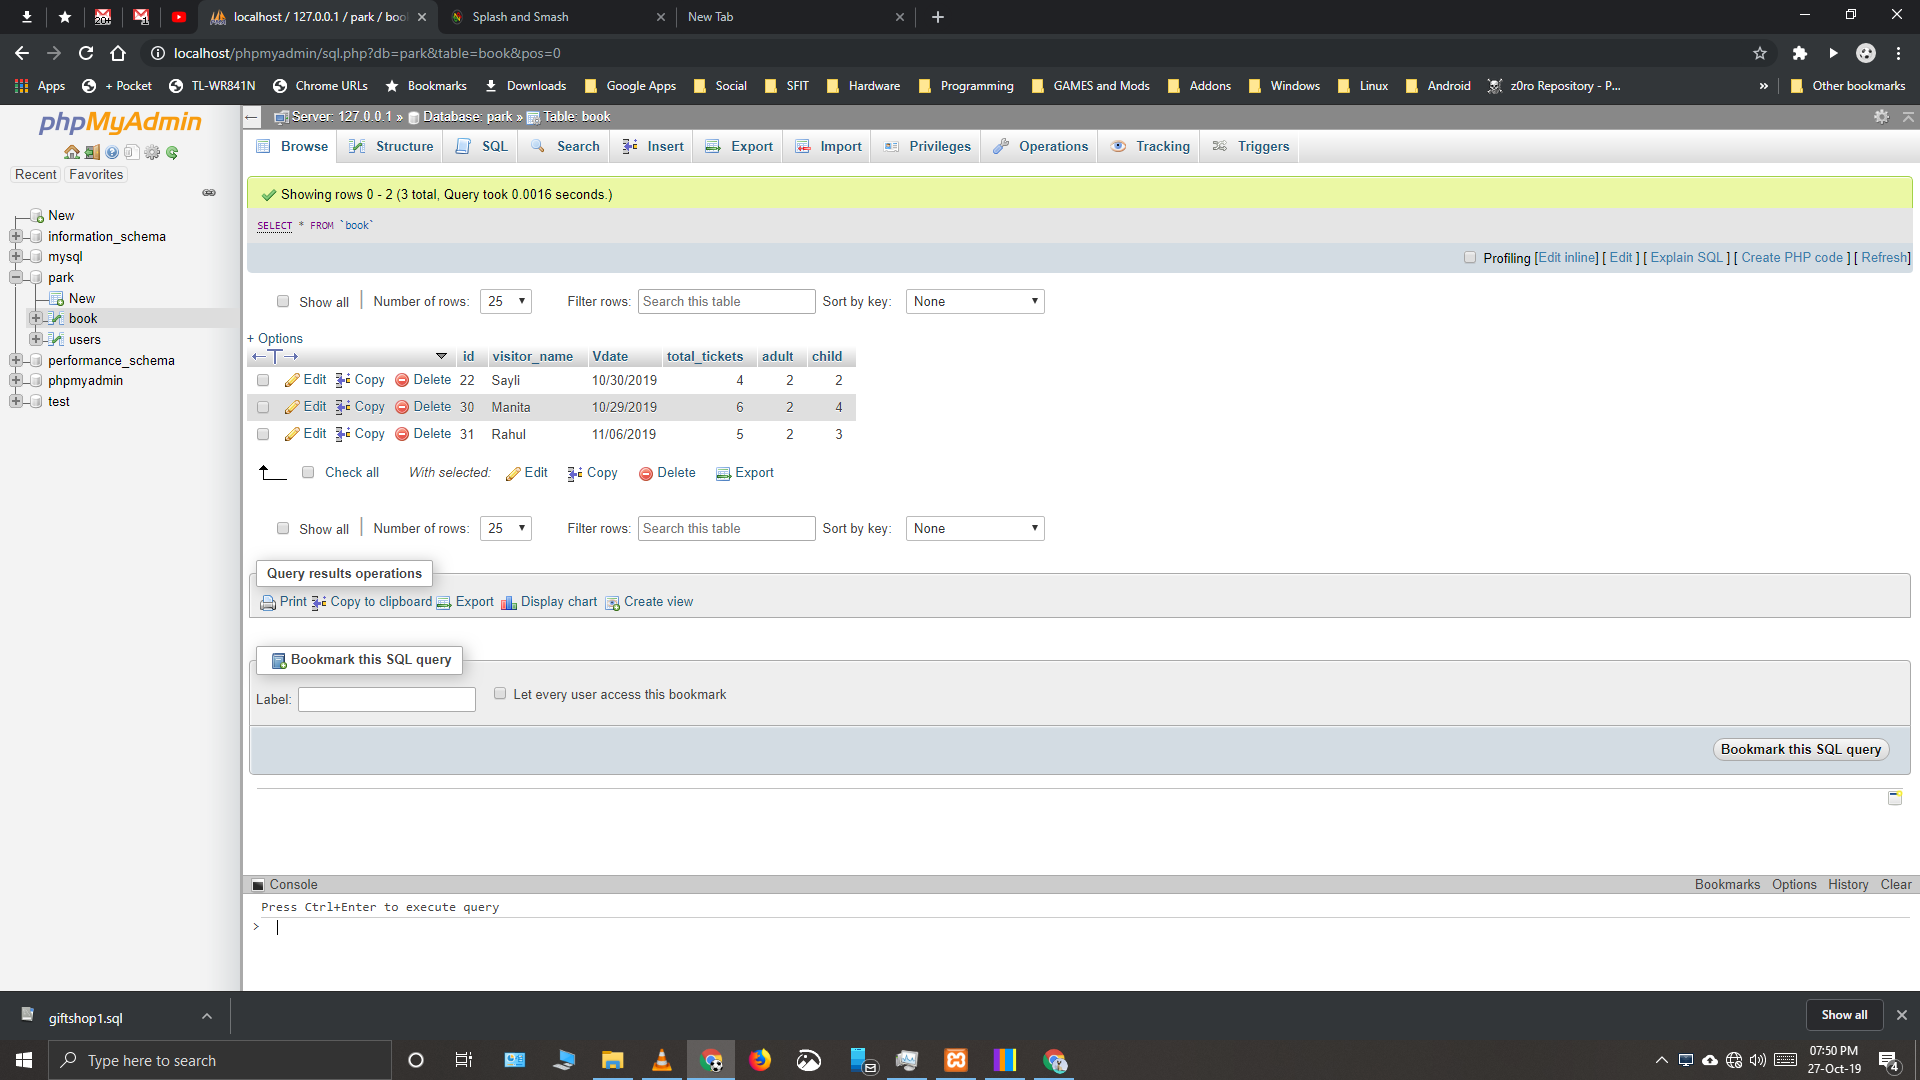 localhost / 127.0.0.1 / park / boo
Splash and Smash
New Tab
localhost/phpmyadmin/sql.php?db=park&table=book&pos=0
Apps + Pocket TL-WR841N Chrome URLs Bookmarks Downloads Google Apps Social SFIT Hardware Programming GAMES and Mods Addons Windows Linux Android z0ro Repository - P... » Other bookmarks
phpMyAdmin
Recent Favorites
New
information_schema
mysql
park
New
book
users
performance_schema
phpmyadmin
test
Server: 127.0.0.1 » Database: park » Table: book
Browse Structure SQL Search Insert Export Import Privileges Operations Tracking Triggers
Showing rows 0 - 2 (3 total, Query took 0.0016 seconds.)
SELECT * FROM `book`
Profiling [Edit inline] [ Edit ] [ Explain SQL ] [ Create PHP code ] [ Refresh]
Show all | Number of rows: 25 Filter rows: Search this table Sort by key: None
+ Options
←T→ id visitor_name Vdate total_tickets adult child
Edit Copy Delete 22 Sayli 10/30/2019 4 2 2
Edit Copy Delete 30 Manita 10/29/2019 6 2 4
Edit Copy Delete 31 Rahul 11/06/2019 5 2 3
Check all With selected: Edit Copy Delete Export
Show all | Number of rows: 25 Filter rows: Search this table Sort by key: None
Query results operations
Print Copy to clipboard Export Display chart Create view
Bookmark this SQL query
Label: Let every user access this bookmark
Bookmark this SQL query
Console Bookmarks Options History Clear
Press Ctrl+Enter to execute query
>
giftshop1.sql
Show all
Type here to search
07:50 PM
27-Oct-19
4